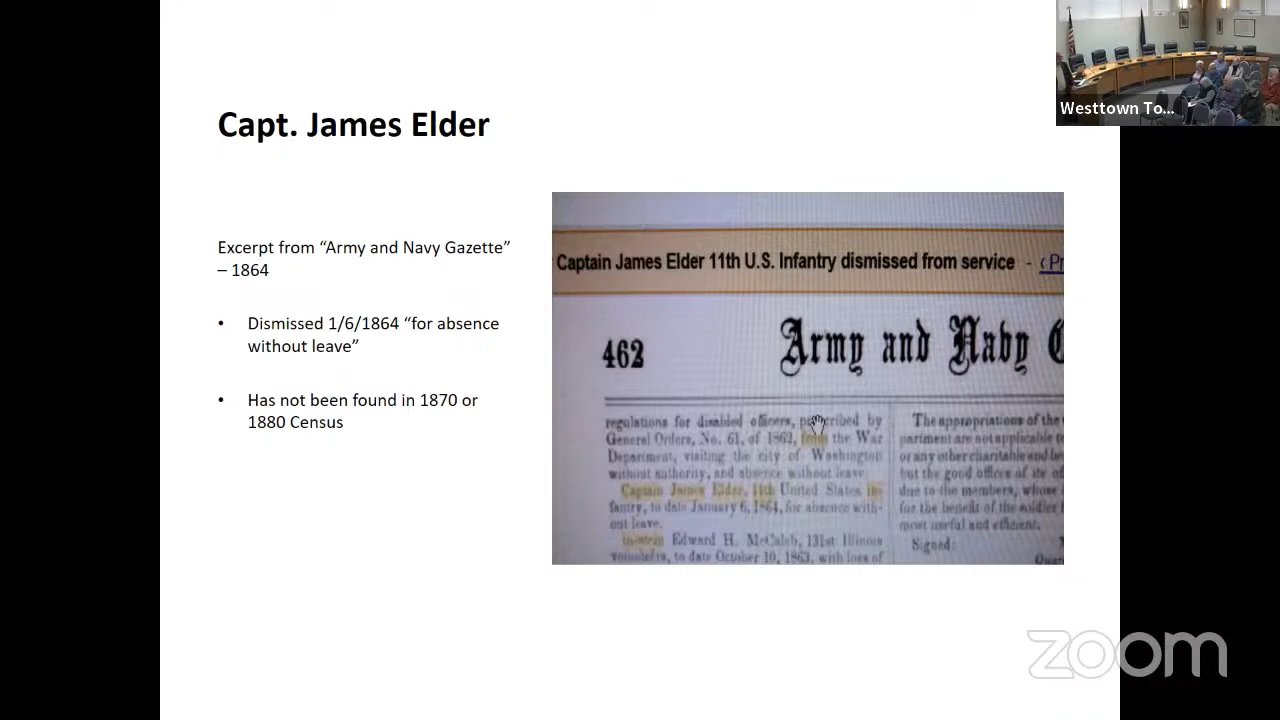 Capt. James Elder
Westtown To...
Excerpt from “Army and Navy Gazette”
– 1864
• Dismissed 1/6/1864 “for absence
without leave”
• Has not been found in 1870 or
1880 Census
Captain James Elder 11th U.S. Infantry dismissed from service - ‹ Pr
462
Army and Navy
regulations for disabled officers, prescribed by
General Orders, No. 61, of 1862, from the War
Department, visiting the city of Washington
without authority, and absence without leave.
Captain James Elder, 11th United States in-
fantry, to date January 6, 1864, for absence with-
out leave.
Edward H. McCaleb, 131st Illinois
to date October 10, 1863, with loss of
The appropriations of the
partment are not applicable
or any other charitable and
but the good offices of its
due to the members, whose
for the benefit of the soldier
most useful and efficient.
Signed:
zoom